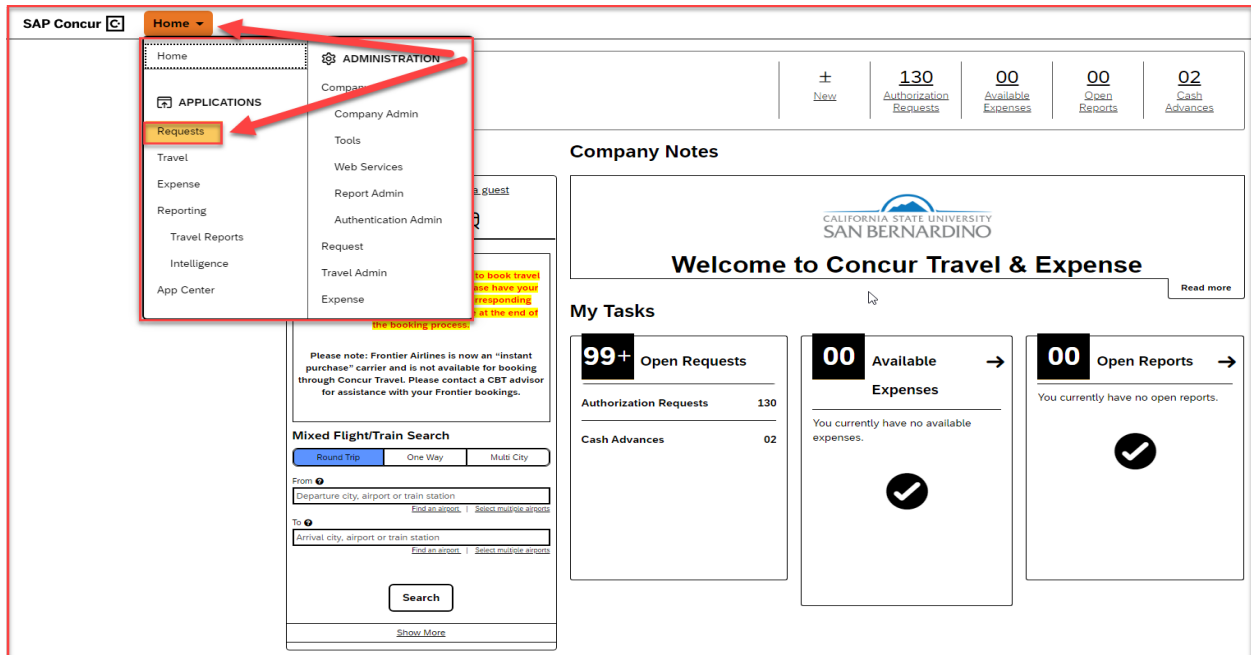 SAP Concur C
Home
Home
APPLICATIONS
Requests
Travel
Expense
Reporting
Travel Reports
Intelligence
App Center
ADMINISTRATION
Company Admin
Tools
Web Services
Report Admin
Authentication Admin
Request
Travel Admin
Expense
+
New
130
Authorization
Requests
00
Available
Expenses
00
Open
Reports
02
Cash
Advances
a guest
to book travel
ase have your
rresponding
e at the end of
the booking process.
Please note: Frontier Airlines is now an “instant
purchase” carrier and is not available for booking
through Concur Travel. Please contact a CBT advisor
for assistance with your Frontier bookings.
Mixed Flight/Train Search
Round Trip
One Way
Multi City
From ?
Departure city, airport or train station
Find an airport | Select multiple airports
To ?
Arrival city, airport or train station
Find an airport | Select multiple airports
Search
Show More
Company Notes
CALIFORNIA STATE UNIVERSITY
SAN BERNARDINO
Welcome to Concur Travel & Expense
Read more
My Tasks
99+ Open Requests
Authorization Requests 130
Cash Advances 02
00 Available
Expenses
You currently have no available
expenses.
00 Open Reports
You currently have no open reports.